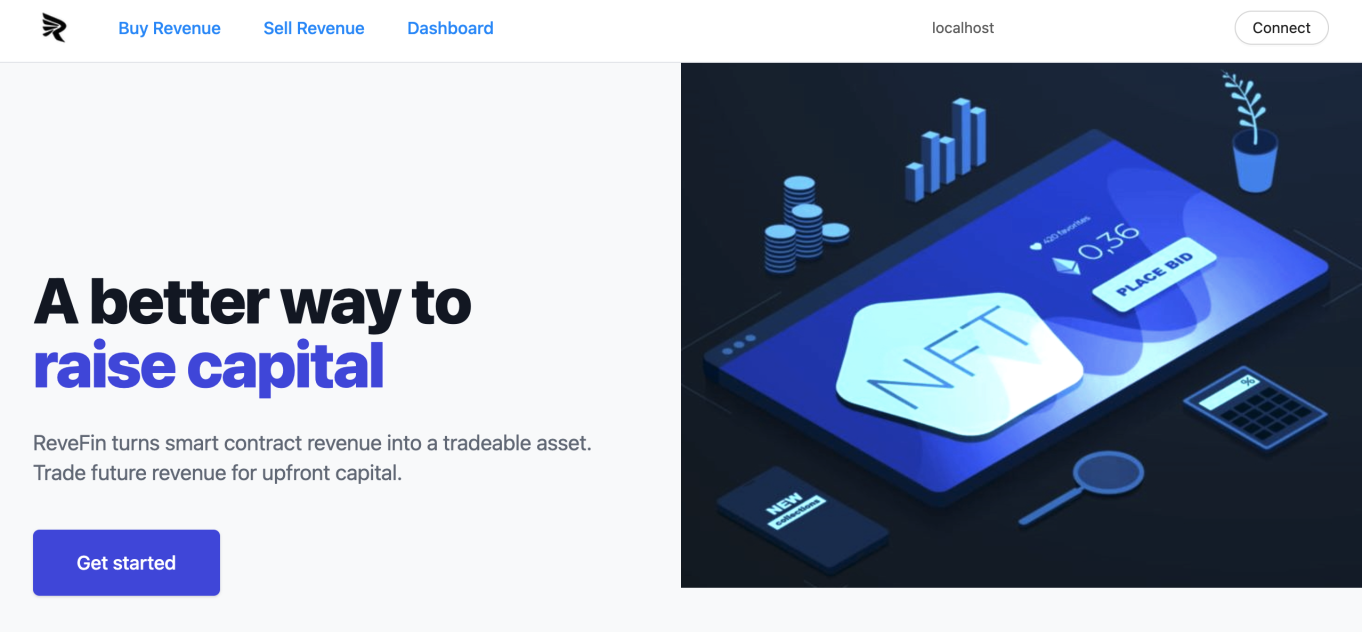 Buy Revenue
Sell Revenue
Dashboard
localhost
Connect
A better way to
raise capital
ReveFin turns smart contract revenue into a tradeable asset.
Trade future revenue for upfront capital.
Get started
420 favorites
0,36
PLACE BID
NFT
%
NEW
collections